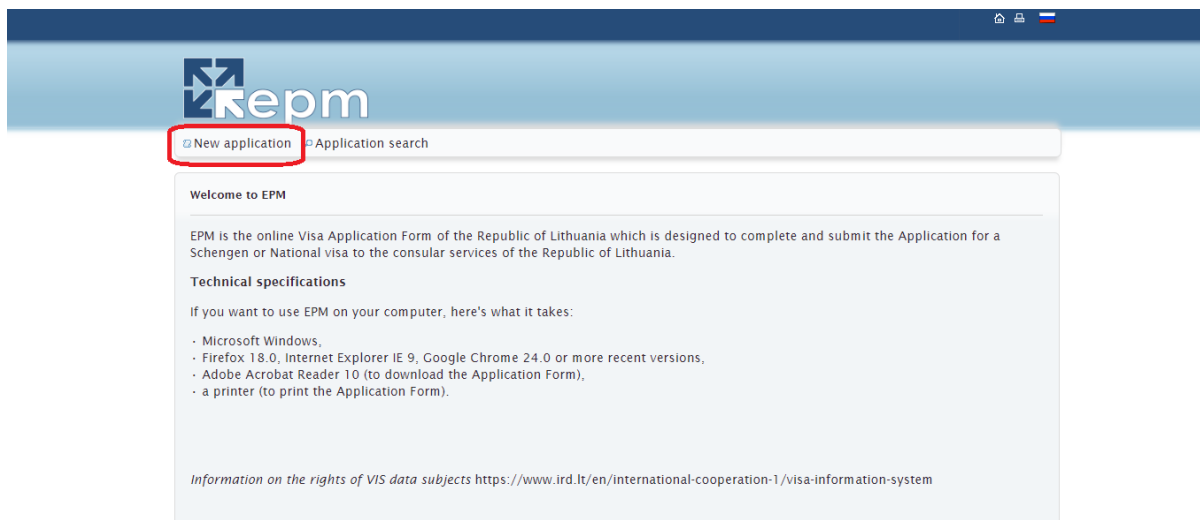 epm
New application Application search
Welcome to EPM
EPM is the online Visa Application Form of the Republic of Lithuania which is designed to complete and submit the Application for a
Schengen or National visa to the consular services of the Republic of Lithuania.
Technical specifications
If you want to use EPM on your computer, here's what it takes:
· Microsoft Windows,
· Firefox 18.0, Internet Explorer IE 9, Google Chrome 24.0 or more recent versions,
· Adobe Acrobat Reader 10 (to download the Application Form),
· a printer (to print the Application Form).
Information on the rights of VIS data subjects https://www.ird.lt/en/international-cooperation-1/visa-information-system